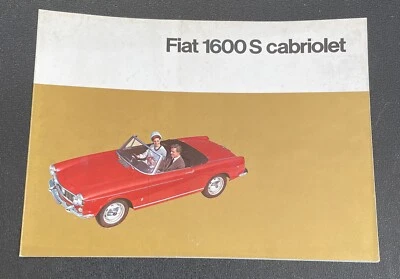 Fiat 1600 S cabriolet